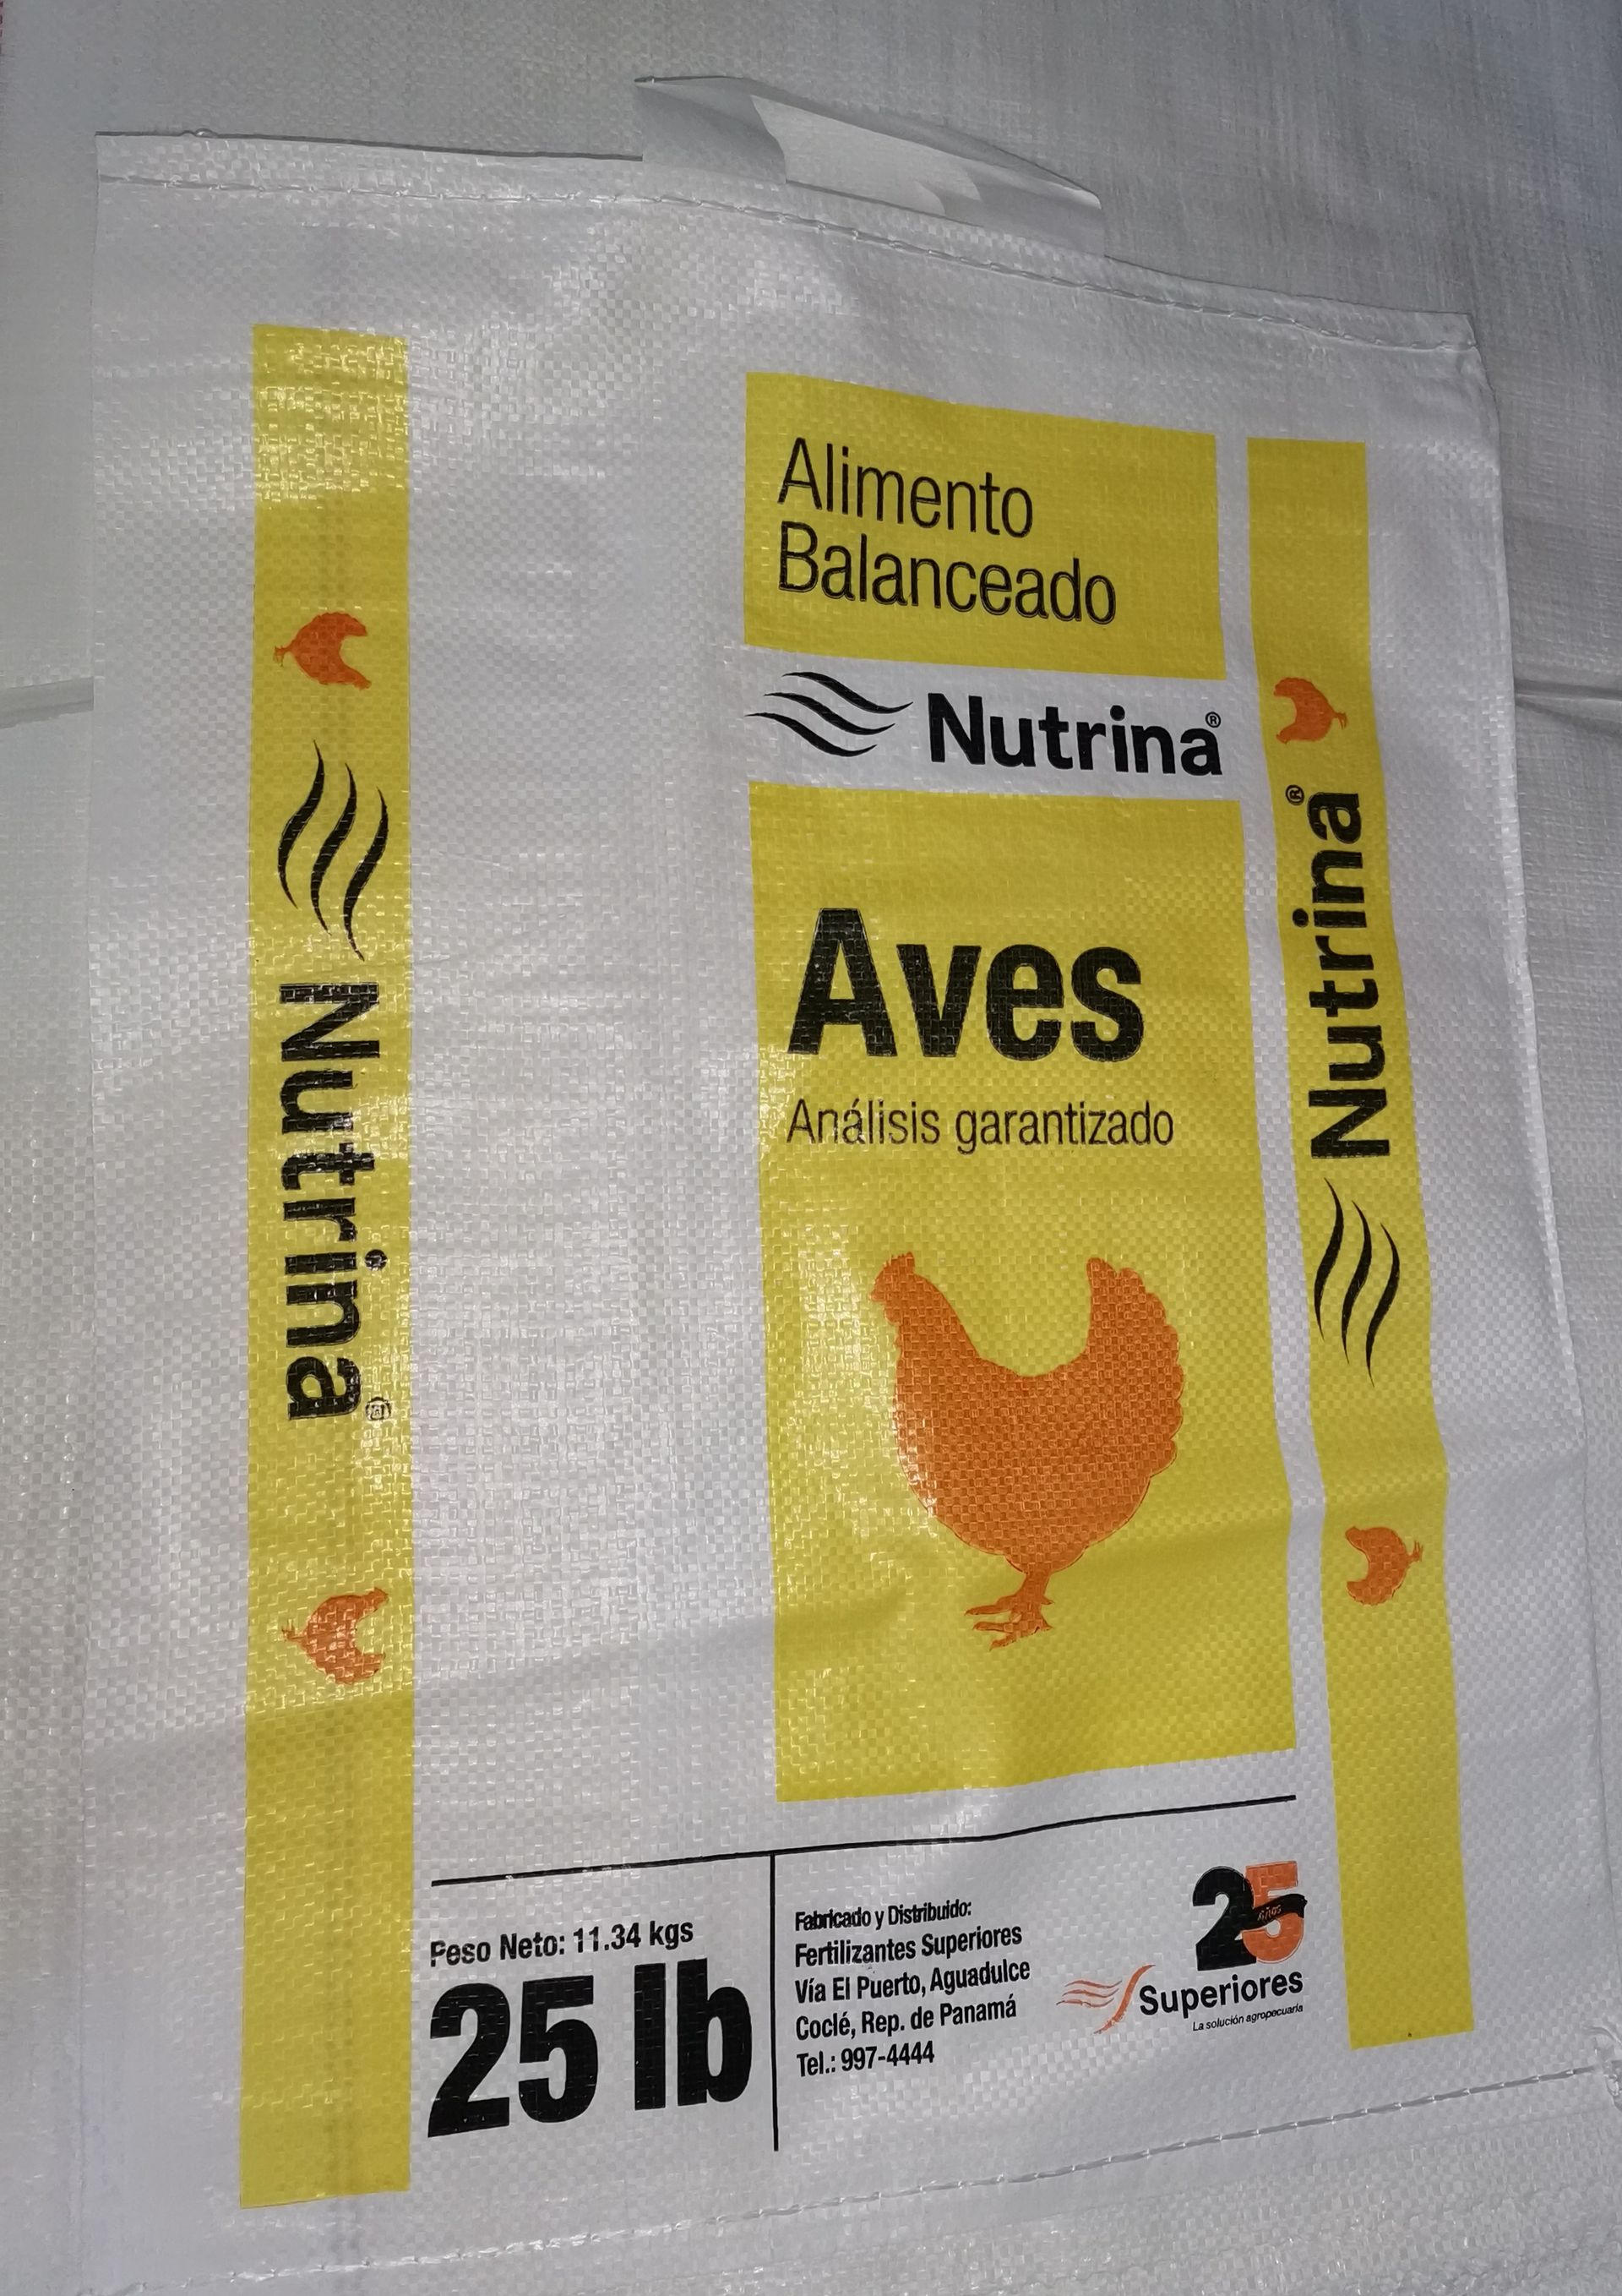 Alimento
Balanceado
Nutrina®
Aves
Análisis garantizado
Nutrina®
Nutrina®
Peso Neto: 11.34 kgs
25 lb
Fabricado y Distribuido:
Fertilizantes Superiores
Vía El Puerto, Aguadulce
Coclé, Rep. de Panamá
Tel.: 997-4444
25
Años
Superiores
La solución agropecuaria